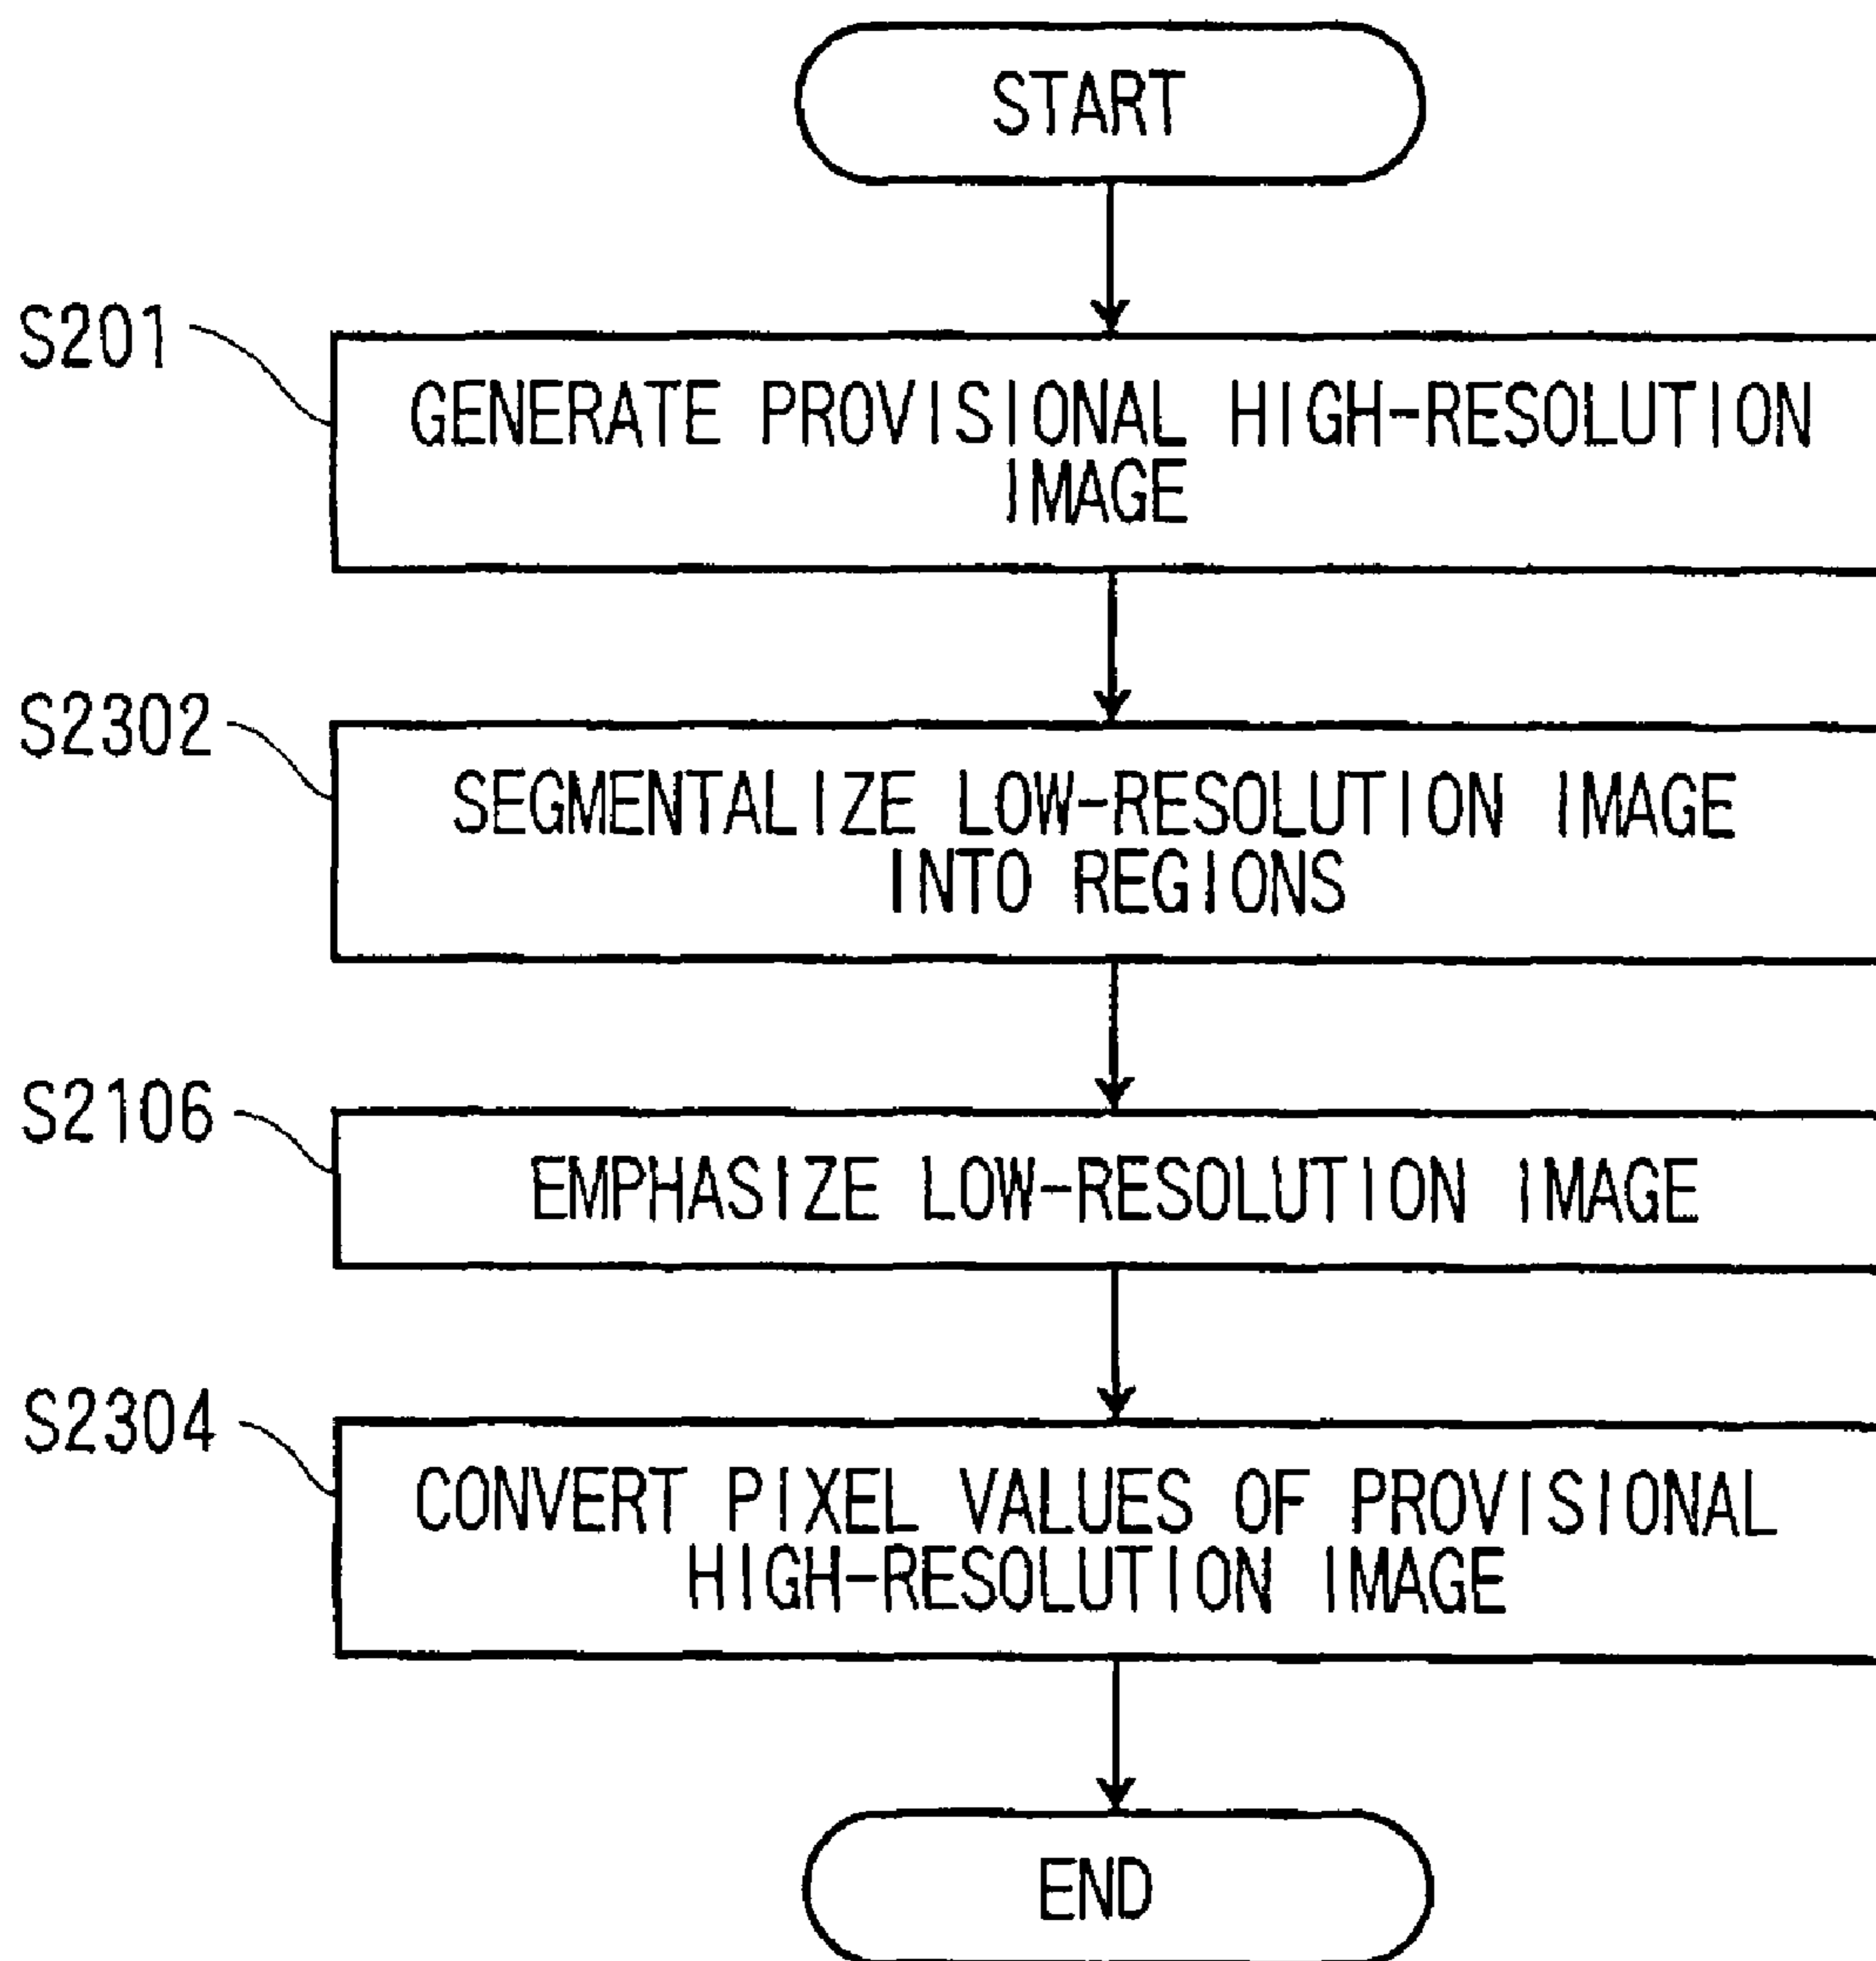 START
S201
GENERATE PROVISIONAL HIGH-RESOLUTION
IMAGE
S2302
SEGMENTALIZE LOW-RESOLUTION IMAGE
INTO REGIONS
S2106
EMPHASIZE LOW-RESOLUTION IMAGE
S2304
CONVERT PIXEL VALUES OF PROVISIONAL
HIGH-RESOLUTION IMAGE
END